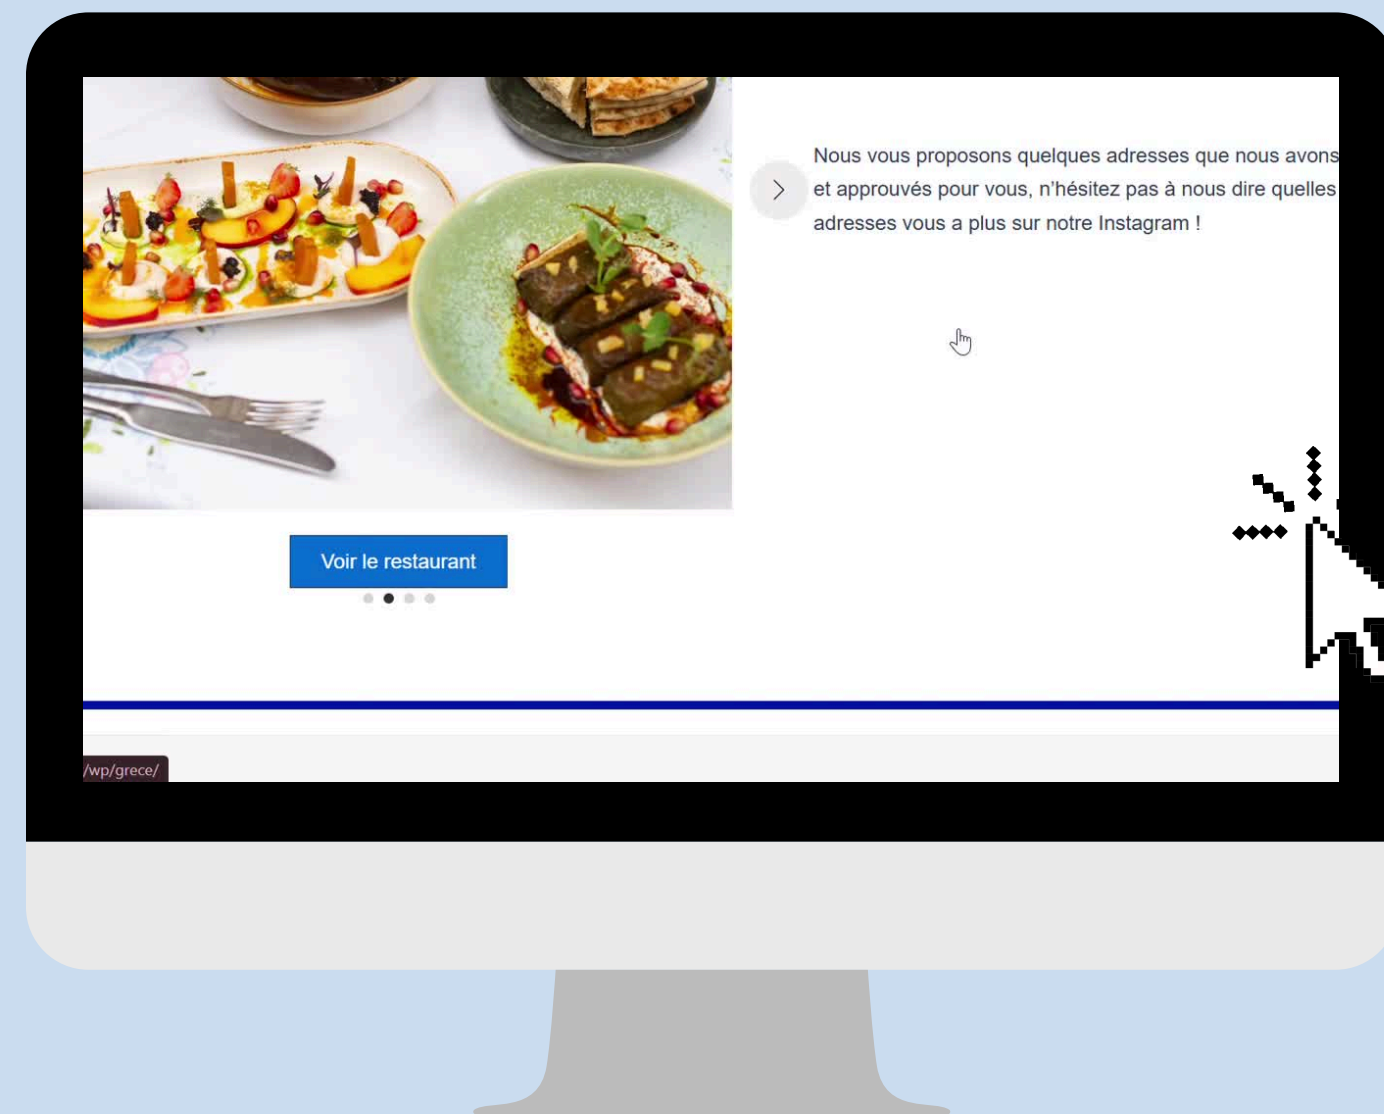 Nous vous proposons quelques adresses que nous avons
et approuvés pour vous, n’hésitez pas à nous dire quelles
adresses vous a plus sur notre Instagram !
Voir le restaurant
/wp/grece/